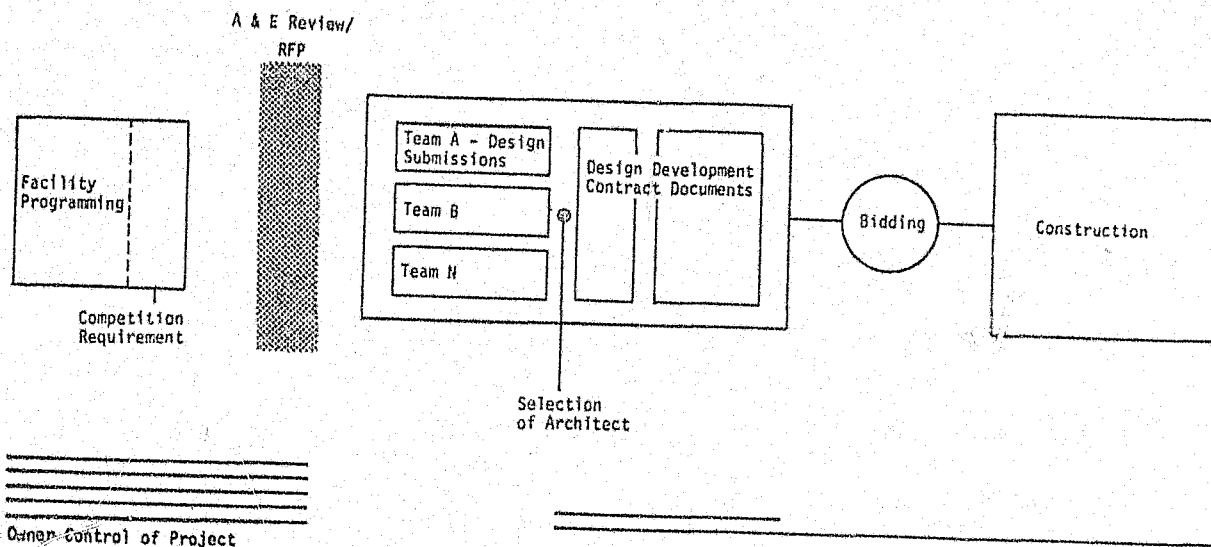 A & E Review/
RFP
Facility
Programming
Competition
Requirement
Team A - Design
Submissions
Team B
Team N
Design Development
Contract Documents
Selection
of Architect
Bidding
Construction
Owner Control of Project